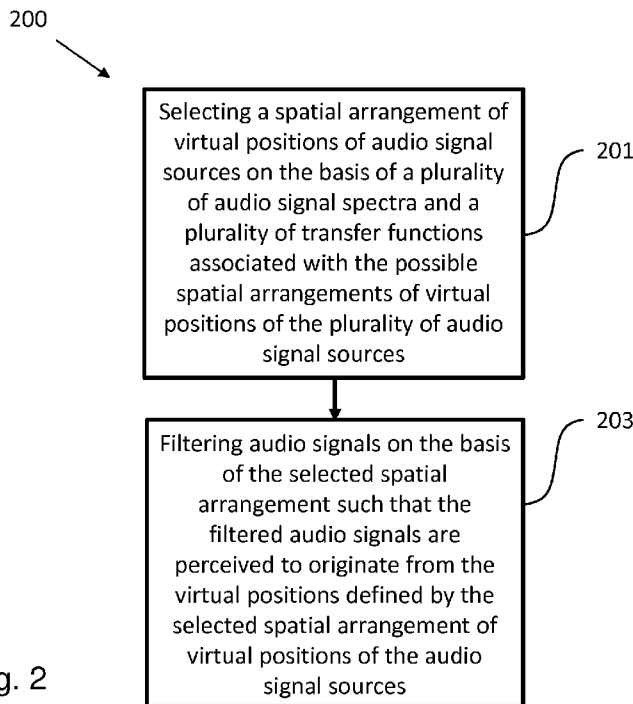 200
Selecting a spatial arrangement of
virtual positions of audio signal
sources on the basis of a plurality
of audio signal spectra and a
plurality of transfer functions
associated with the possible
spatial arrangements of virtual
positions of the plurality of audio
signal sources
201
Filtering audio signals on the basis
of the selected spatial
arrangement such that the
filtered audio signals are
perceived to originate from the
virtual positions defined by the
selected spatial arrangement of
virtual positions of the audio
signal sources
203
g. 2